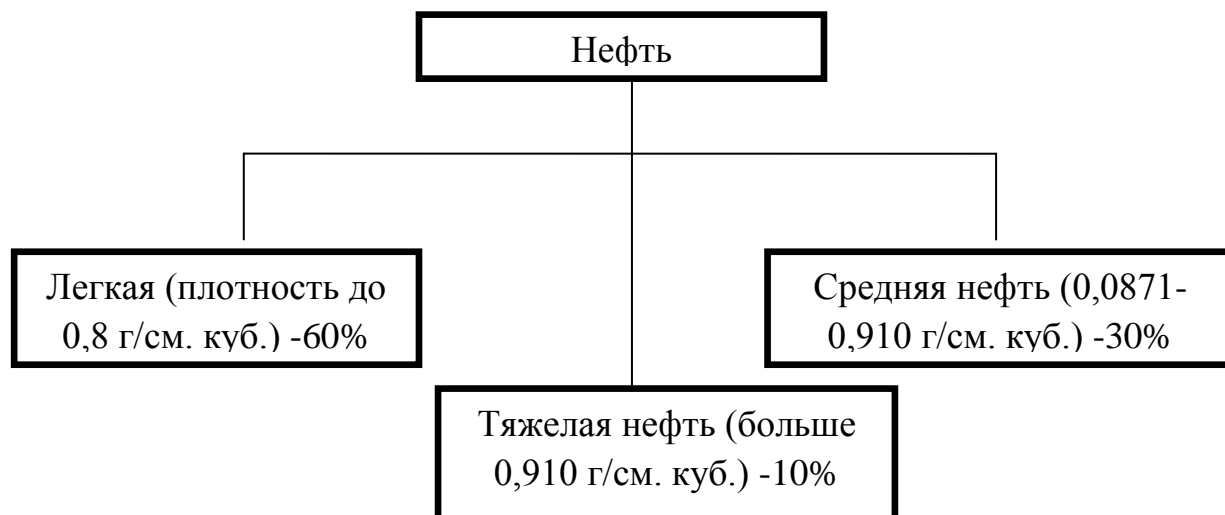 Нефть
Легкая (плотность до
0,8 г/см. куб.) -60%
Средняя нефть (0,0871-
0,910 г/см. куб.) -30%
Тяжелая нефть (больше
0,910 г/см. куб.) -10%